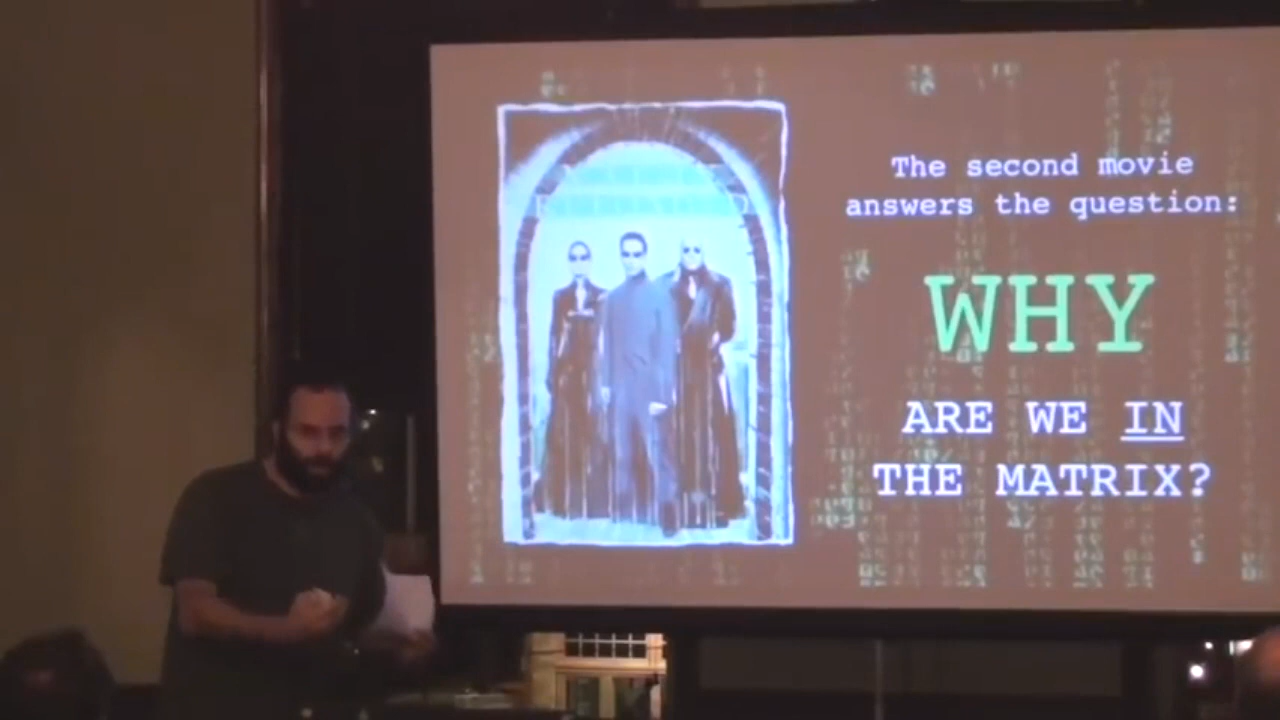 The second movie
answers the question:
WHY
ARE WE IN
THE MATRIX?